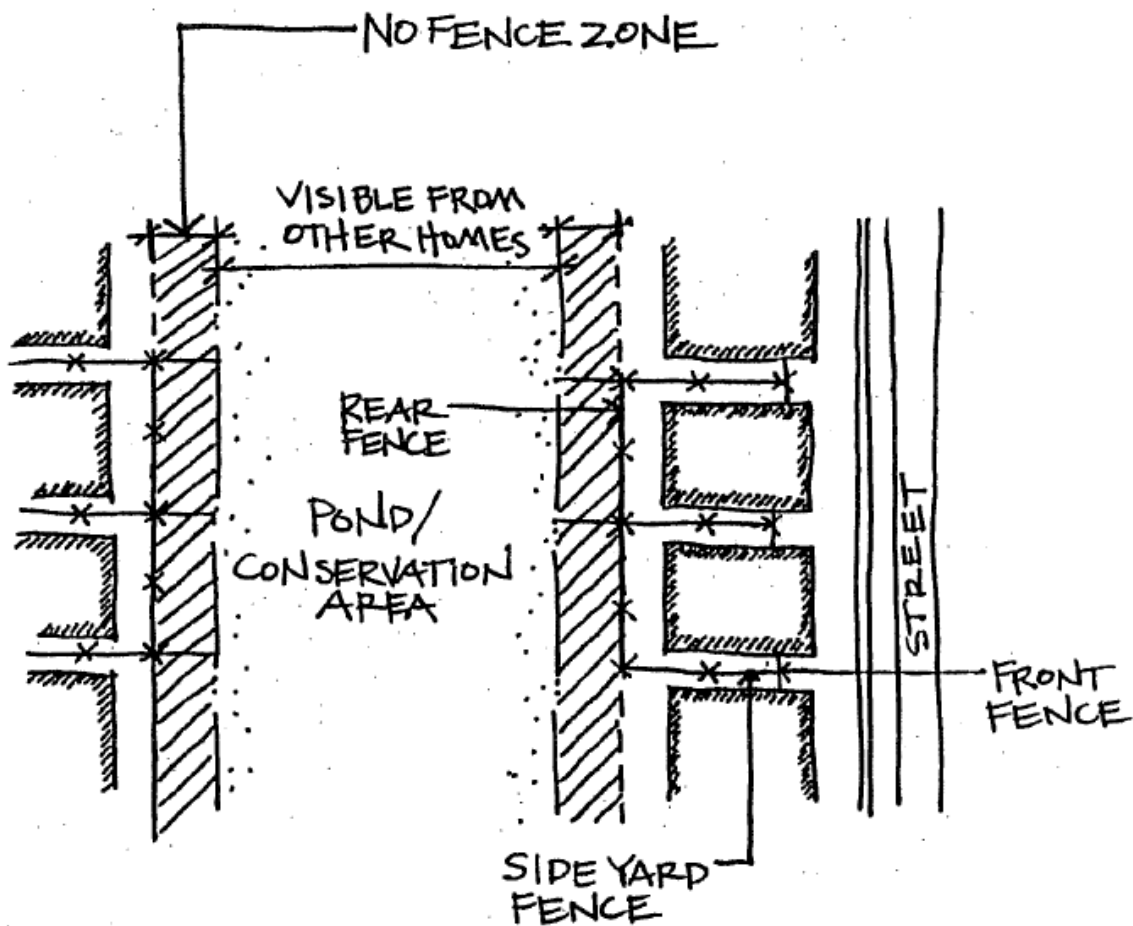 NO FENCE ZONE
VISIBLE FROM
OTHER HOMES
REAR
FENCE
POND/
CONSERVATION
AREA
STREET
FRONT
FENCE
SIDE YARD
FENCE